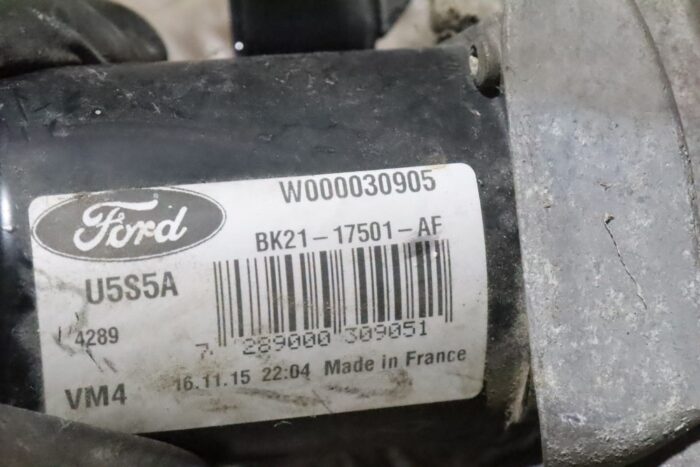 W000030905
Ford
BK21-17501-AF
U5S5A
4289
7 289000 309051
VM4
16.11.15 22:04 Made in France